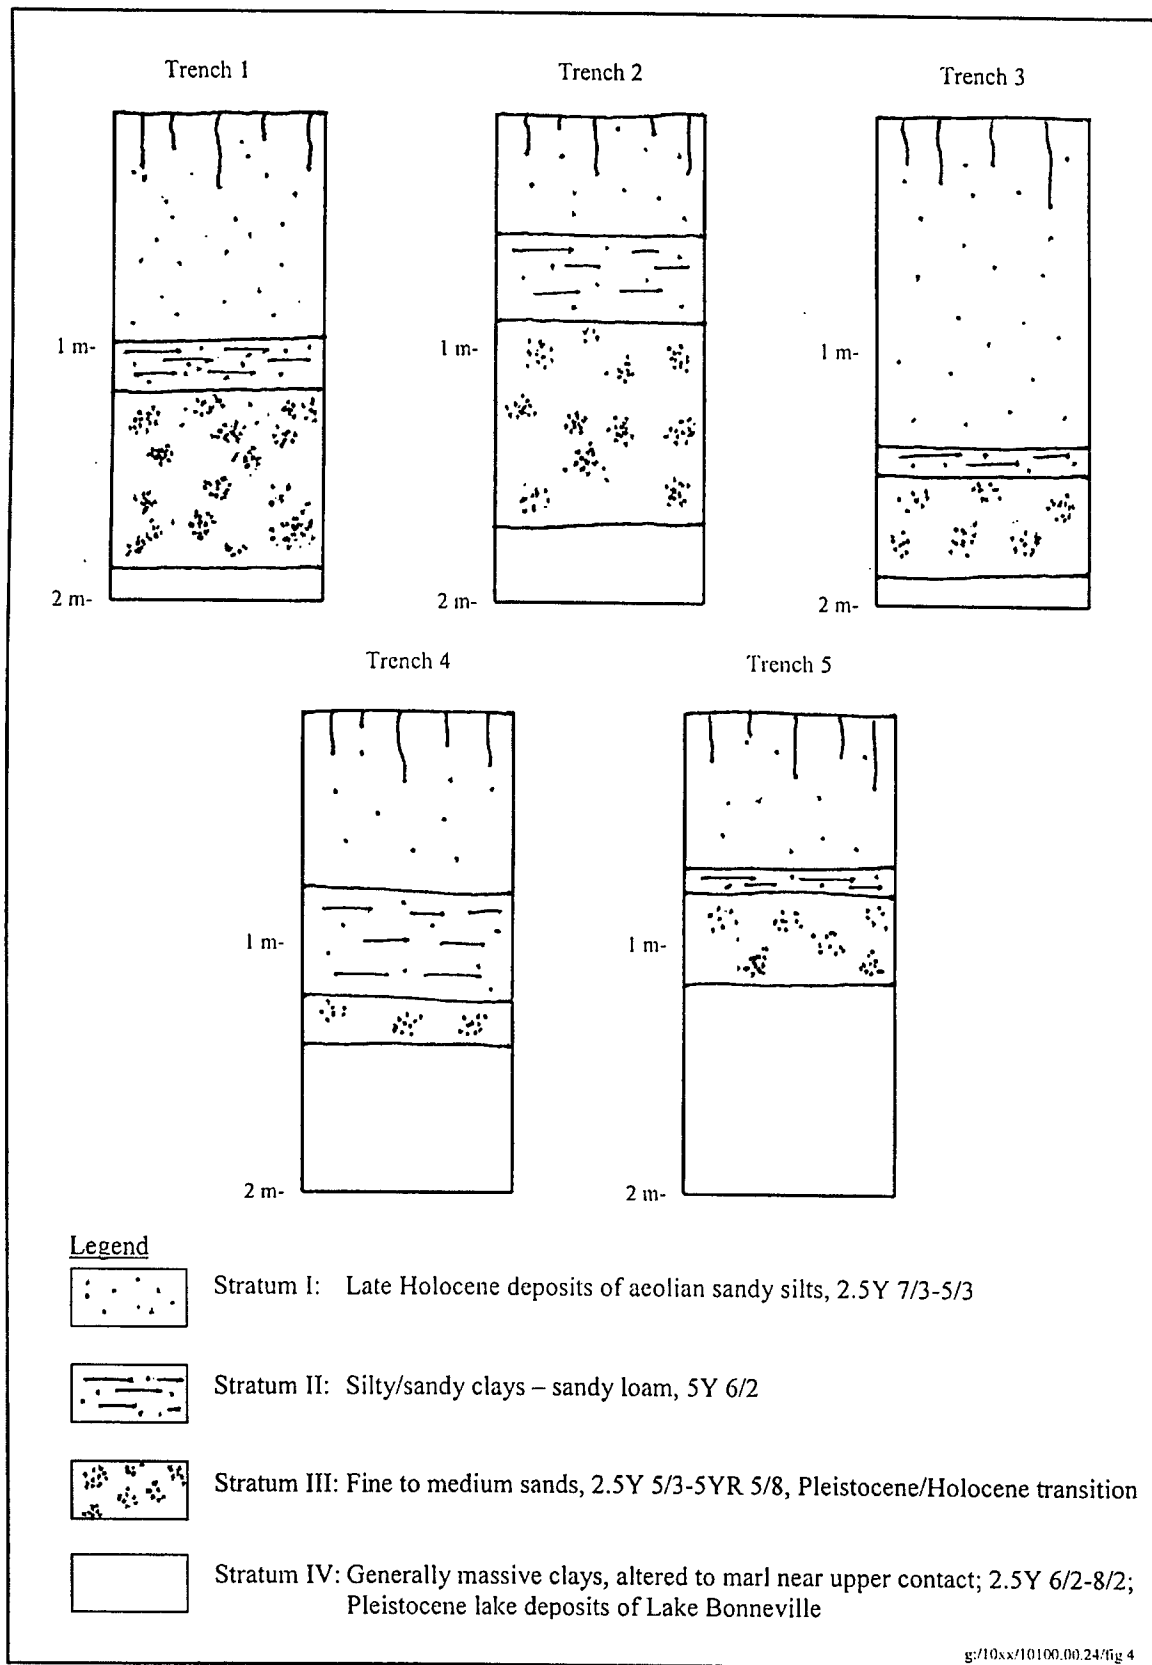 Trench 1
Trench 2
Trench 3
1 m-
1 m-
1 m-
2 m-
2 m-
2 m-
Trench 4
Trench 5
1 m-
1 m-
2 m-
2 m-
Legend
Stratum I: Late Holocene deposits of aeolian sandy silts, 2.5Y 7/3-5/3
Stratum II: Silty/sandy clays – sandy loam, 5Y 6/2
Stratum III: Fine to medium sands, 2.5Y 5/3-5YR 5/8, Pleistocene/Holocene transition
Stratum IV: Generally massive clays, altered to marl near upper contact; 2.5Y 6/2-8/2;
Pleistocene lake deposits of Lake Bonneville
g:/10xx/10100.00.24/fig 4